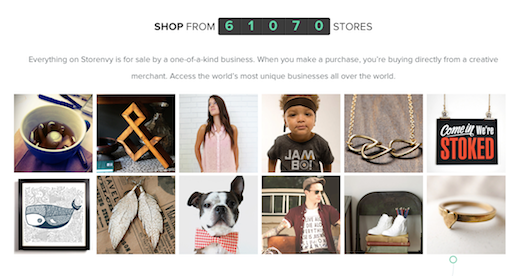 SHOP FROM 61070 STORES
Everything on Storenvy is for sale by a one-of-a-kind business. When you make a purchase, you're buying directly from a creative
merchant. Access the world's most unique businesses all over the world.
JAM
BO!
Come in We're
STOKED